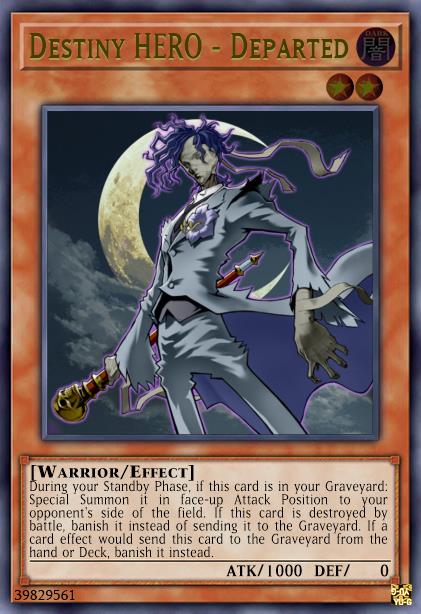 DESTINY HERO - DEPARTED
DARK
闇
[WARRIOR/EFFECT]
During your Standby Phase, if this card is in your Graveyard:
Special Summon it in face-up Attack Position to your
opponent's side of the field. If this card is destroyed by
battle, banish it instead of sending it to the Graveyard. If a
card effect would send this card to the Graveyard from the
hand or Deck, banish it instead.
ATK/1000 DEF/ 0
39829561